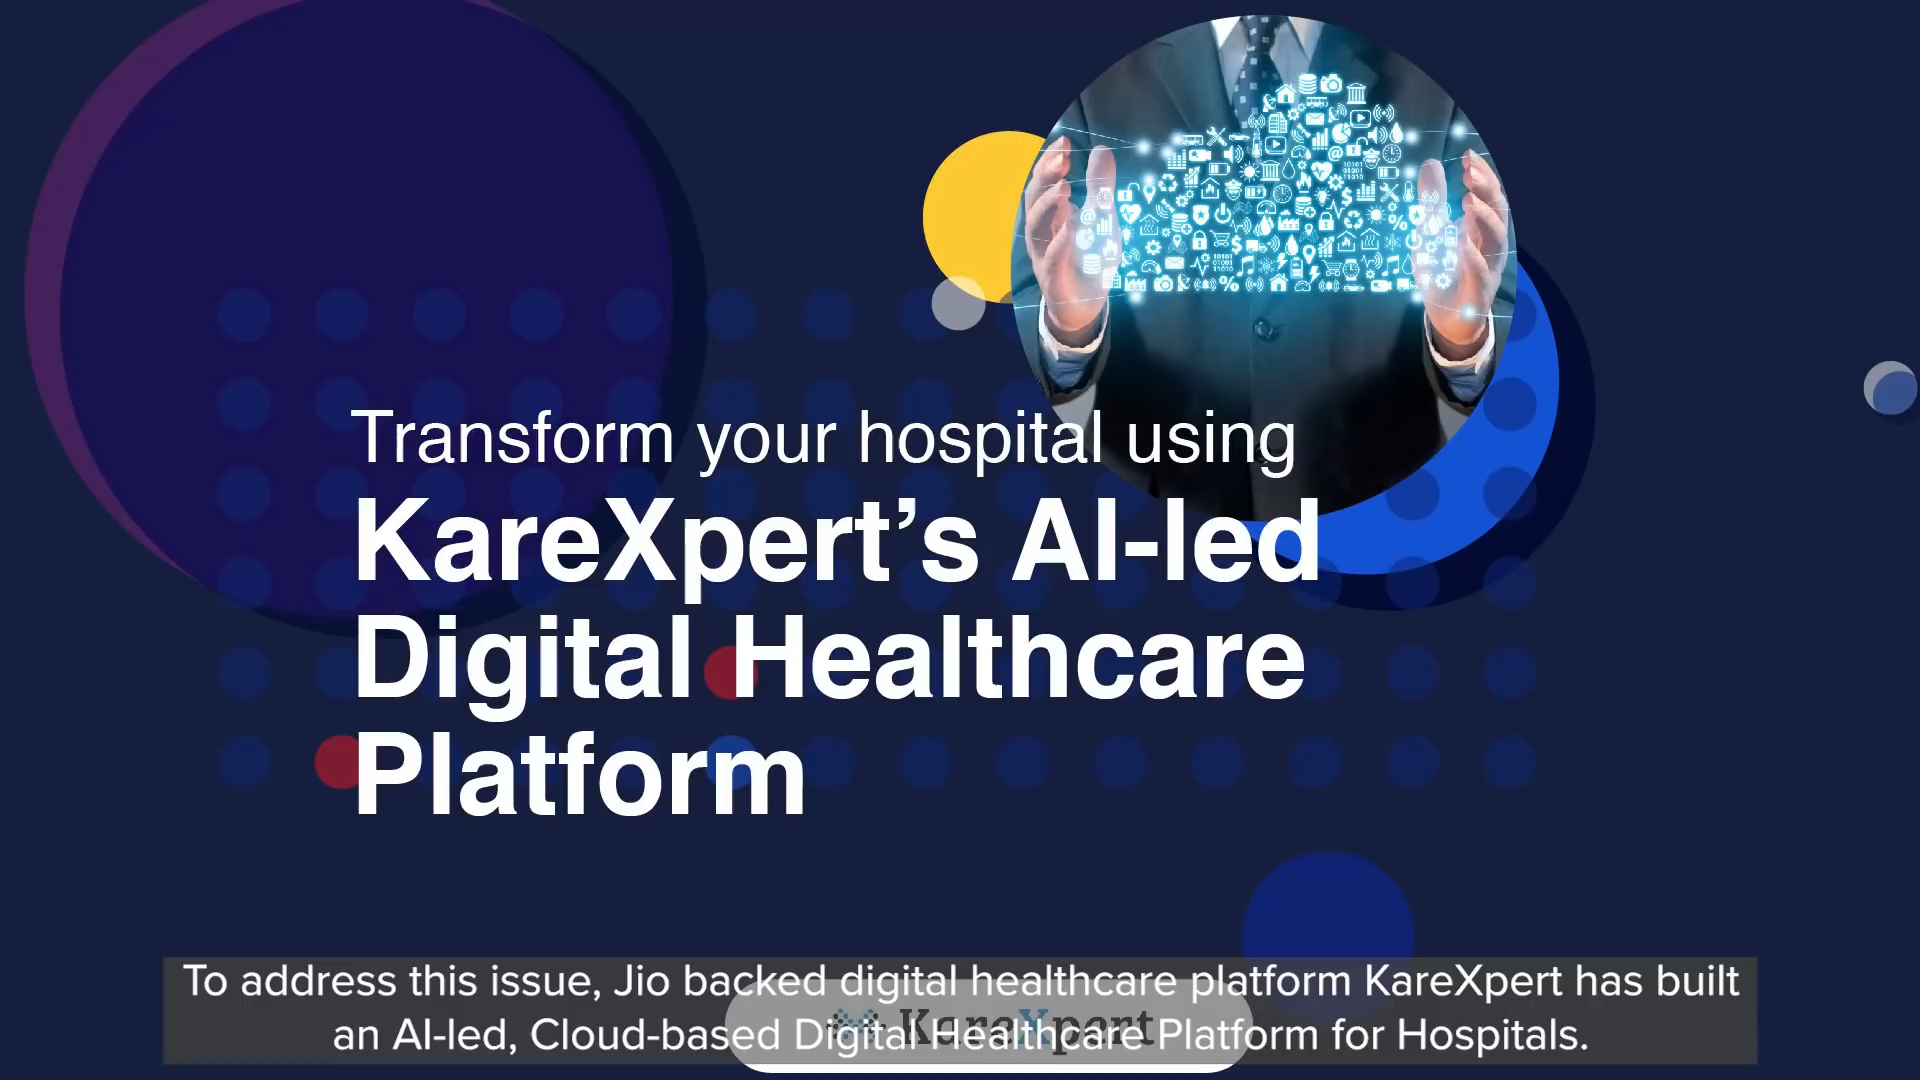 Transform your hospital using
KareXpert’s AI-led
Digital Healthcare
Platform
To address this issue, Jio backed digital healthcare platform KareXpert has built
an AI-led, Cloud-based Digital Healthcare Platform for Hospitals.
KareXpert